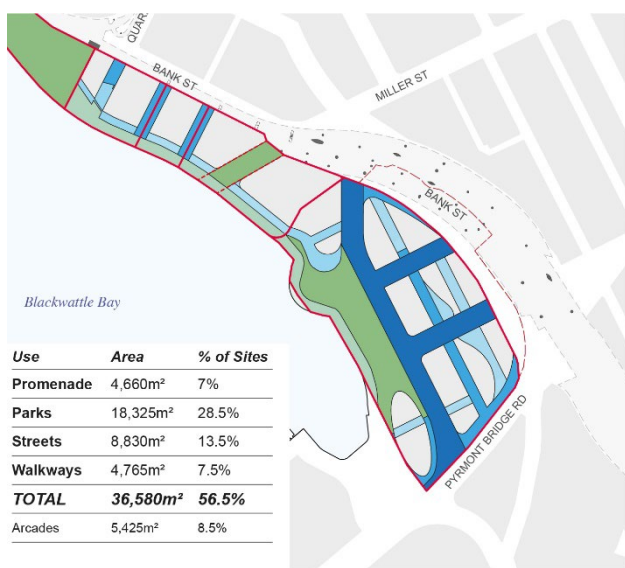 QUAR
BANK ST
MILLER ST
BANK ST
Blackwattle Bay
PYRMONT BRIDGE RD
Use Area % of Sites
Promenade 4,660m² 7%
Parks 18,325m² 28.5%
Streets 8,830m² 13.5%
Walkways 4,765m² 7.5%
TOTAL 36,580m² 56.5%
Arcades 5,425m² 8.5%